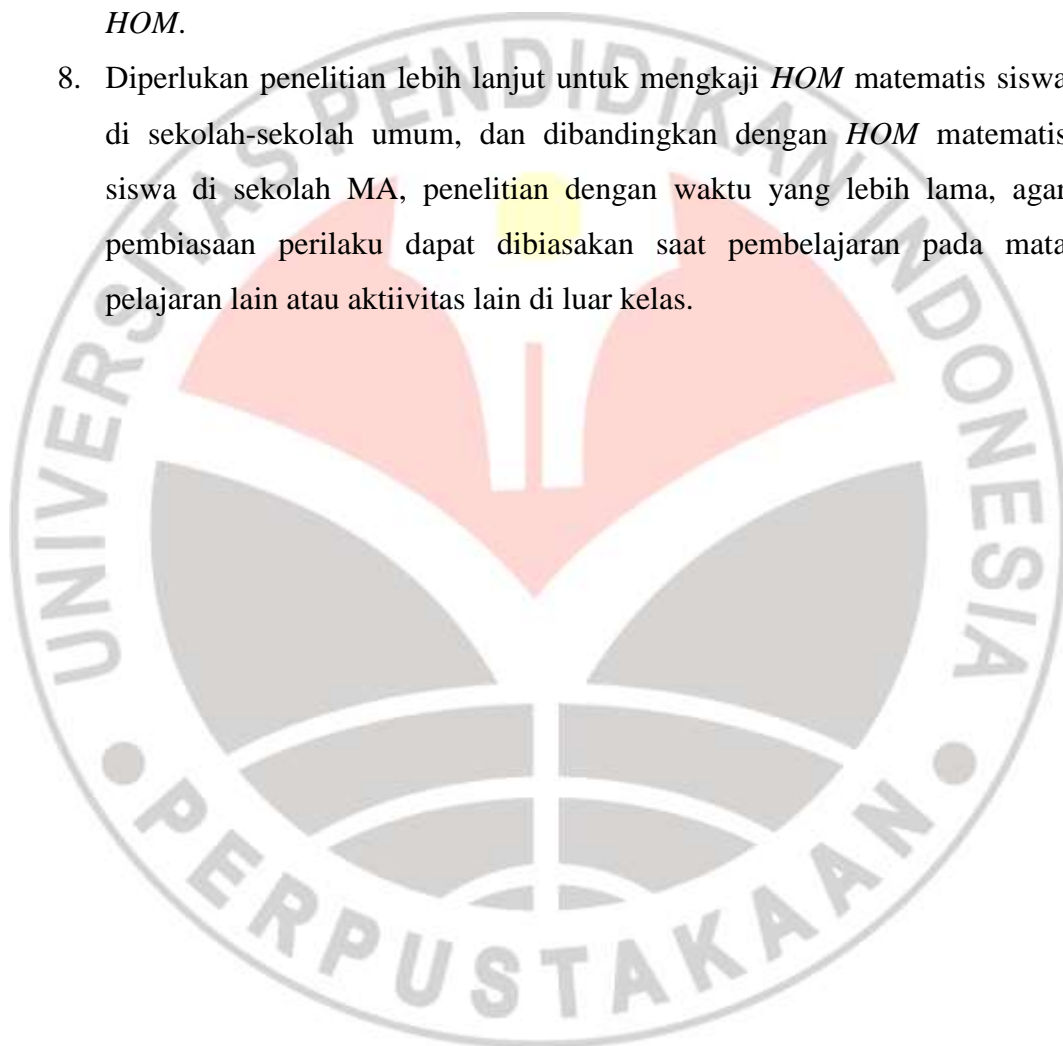 HOM.
8. Diperlukan penelitian lebih lanjut untuk mengkaji HOM matematis siswa
di sekolah-sekolah umum, dan dibandingkan dengan HOM matematis
siswa di sekolah MA, penelitian dengan waktu yang lebih lama, agar
pembiasaan perilaku dapat dibiasakan saat pembelajaran pada mata
pelajaran lain atau aktiivitas lain di luar kelas.
UNIVERSITAS PENDIDIKAN INDONESIA
PERPUSTAKAAN